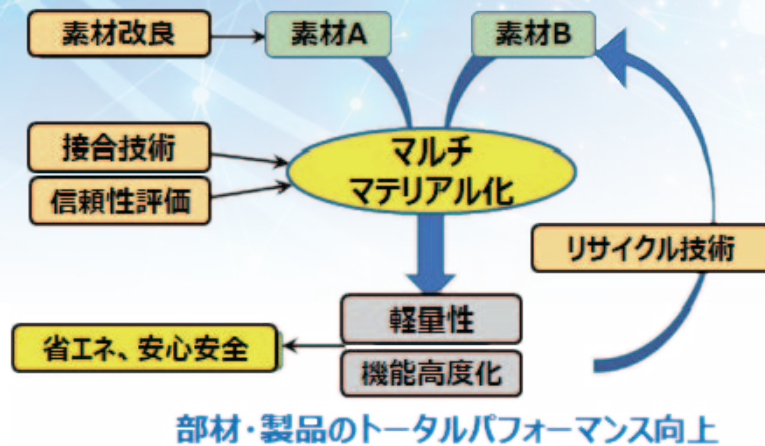 素材改良
素材A
素材B
接合技術
信頼性評価
マルチ
マテリアル化
リサイクル技術
軽量性
機能高度化
省エネ、安心安全
部材・製品のトータルパフォーマンス向上